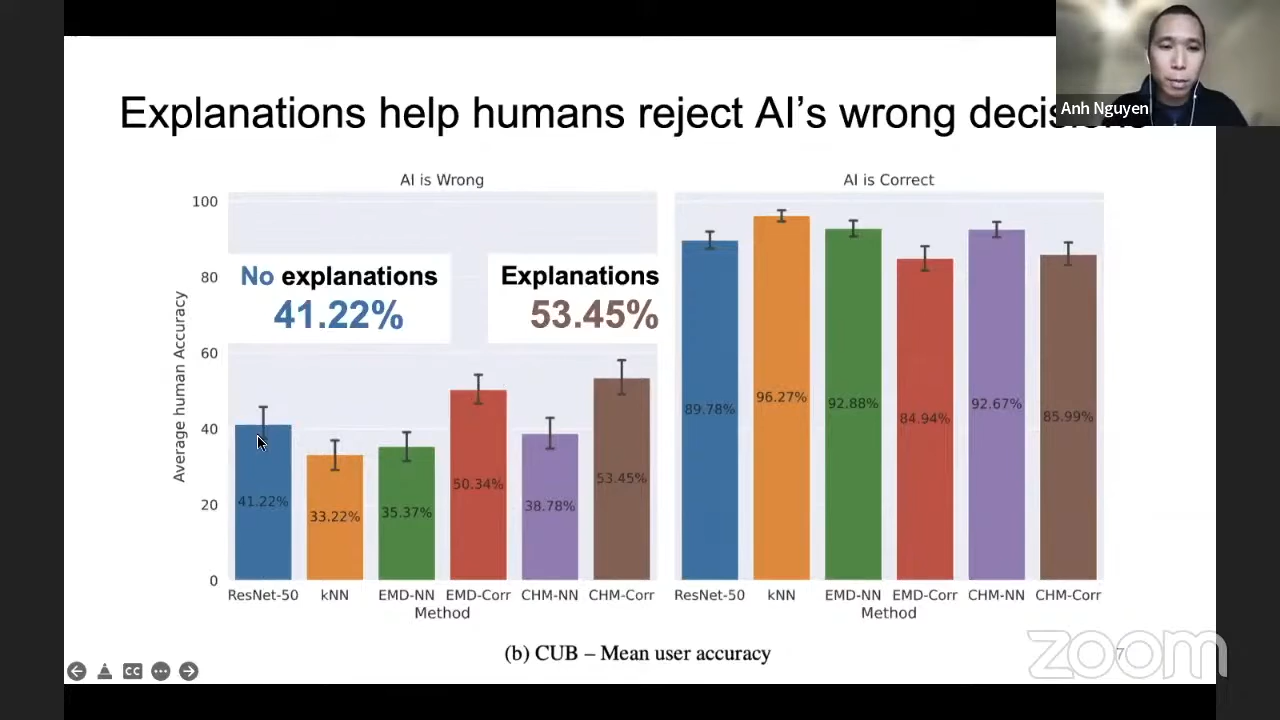 Anh Nguyen
Explanations help humans reject AI's wrong
AI is Wrong
AI is Correct
100
80
60
40
20
0
Average human Accuracy
No explanations
41.22%
Explanations
53.45%
41.22%
33.22%
35.37%
50.34%
38.78%
53.45%
89.78%
96.27%
92.88%
84.94%
92.67%
85.99%
ResNet-50 kNN EMD-NN EMD-Corr CHM-NN CHM-Corr
ResNet-50 kNN EMD-NN EMD-Corr CHM-NN CHM-Corr
Method
Method
(b) CUB – Mean user accuracy
7
zoom
CC